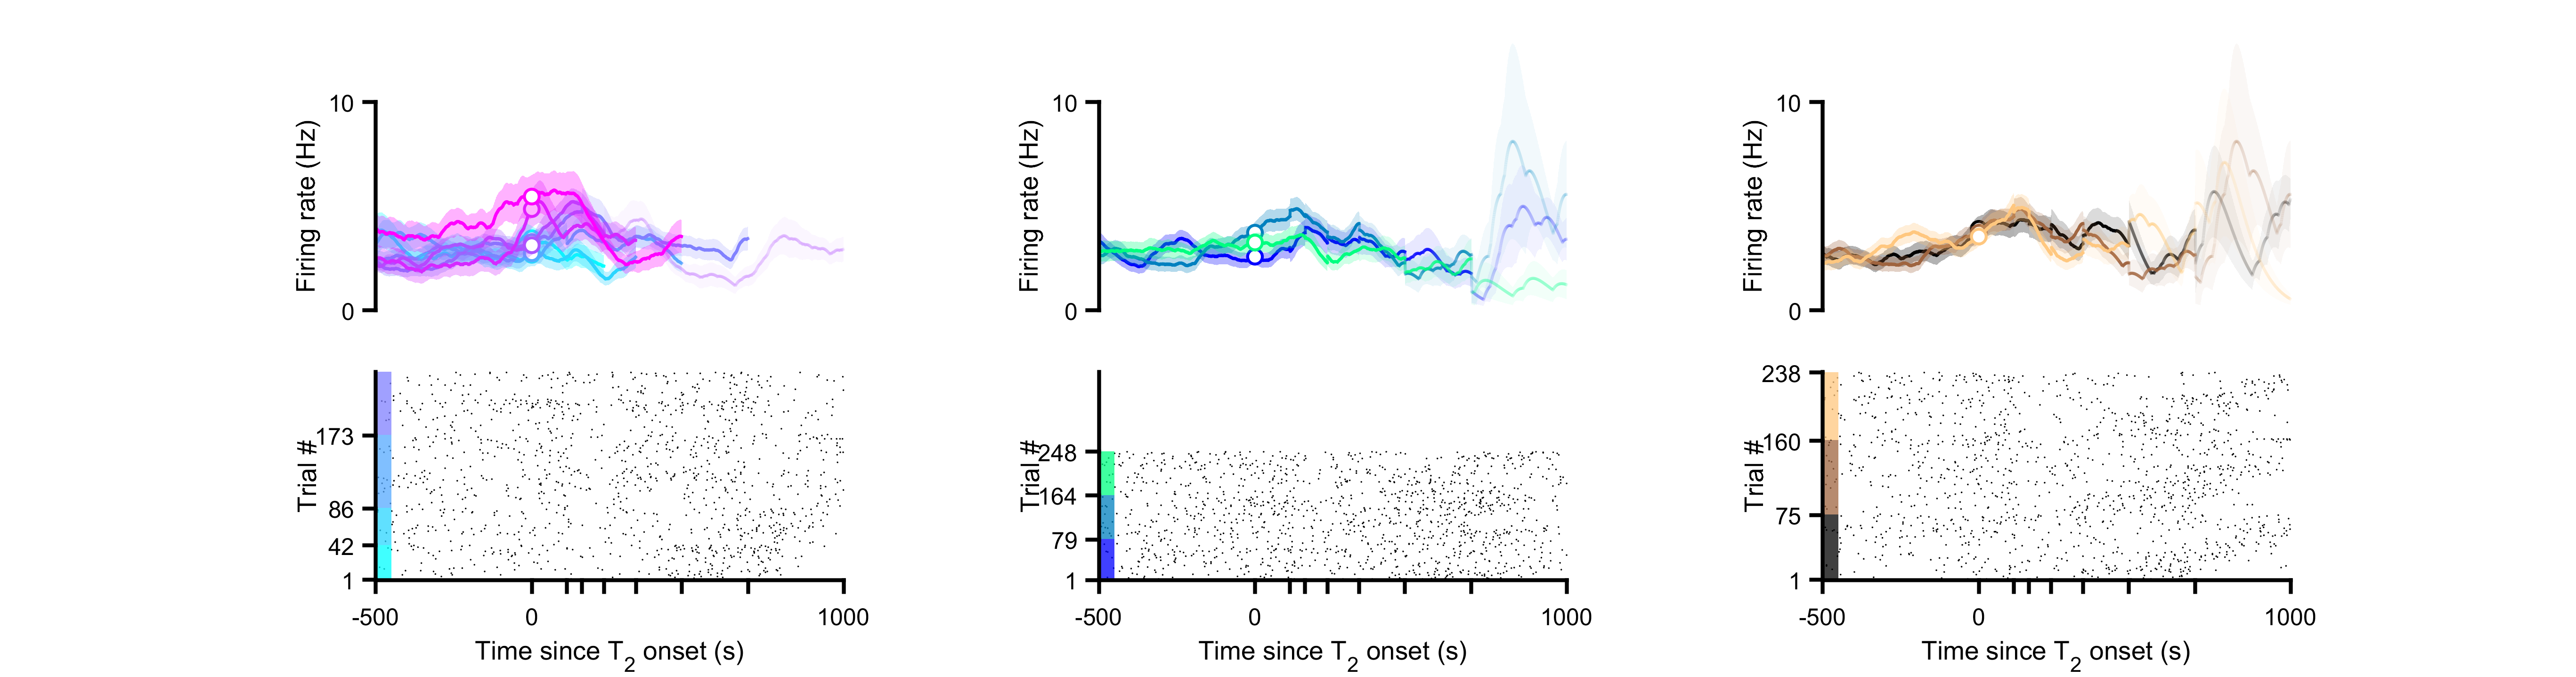 10
Firing rate (Hz)
0
173
Trial #
86
42
1
-500 0 1000
Time since T2 onset (s)
10
Firing rate (Hz)
0
248
Trial #
164
79
1
-500 0 1000
Time since T2 onset (s)
10
Firing rate (Hz)
0
238
Trial #
160
75
1
-500 0 1000
Time since T2 onset (s)